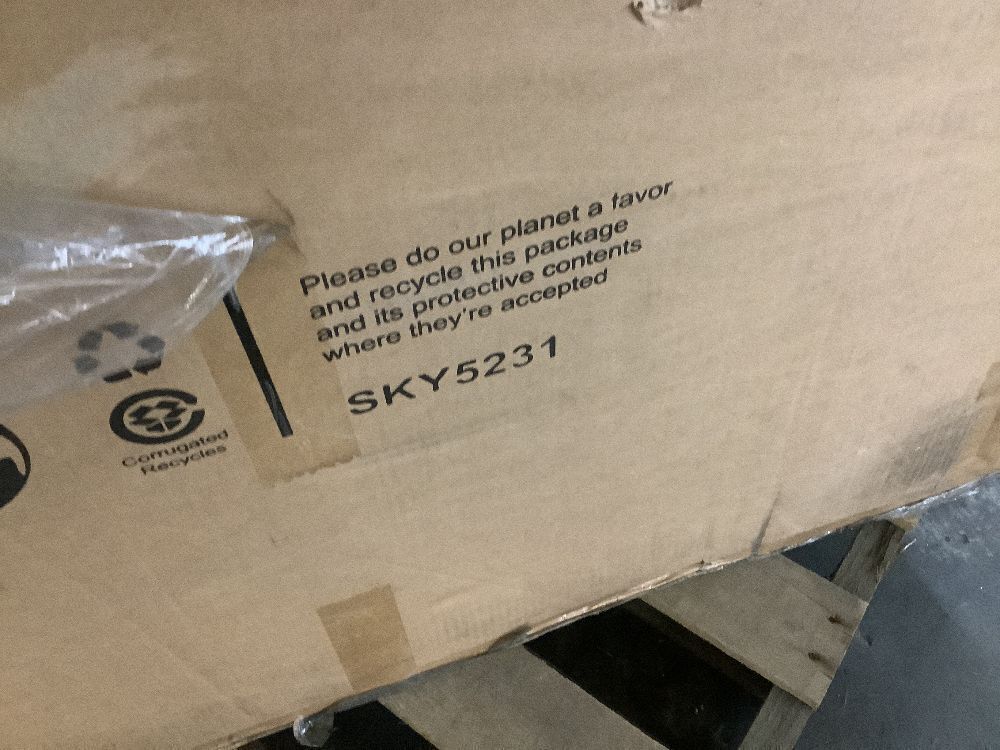 Please do our planet a favor
and recycle this package
and its protective contents
where they're accepted
SKY5231
Corrugated
Recycles